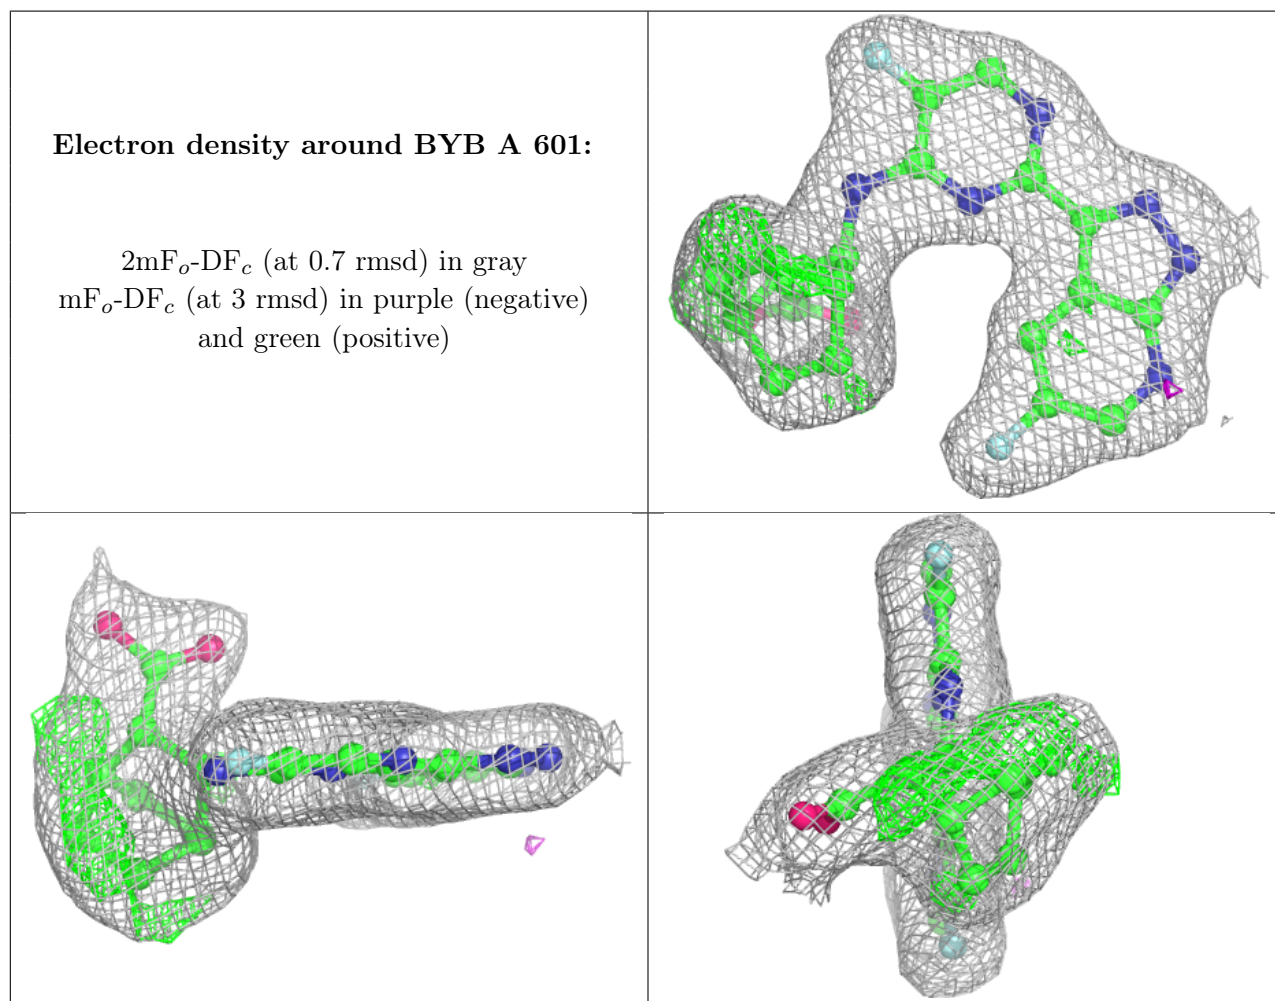 Electron density around BYB A 601:
2mFₒ-DF𝒸 (at 0.7 rmsd) in gray
mFₒ-DF𝒸 (at 3 rmsd) in purple (negative)
and green (positive)